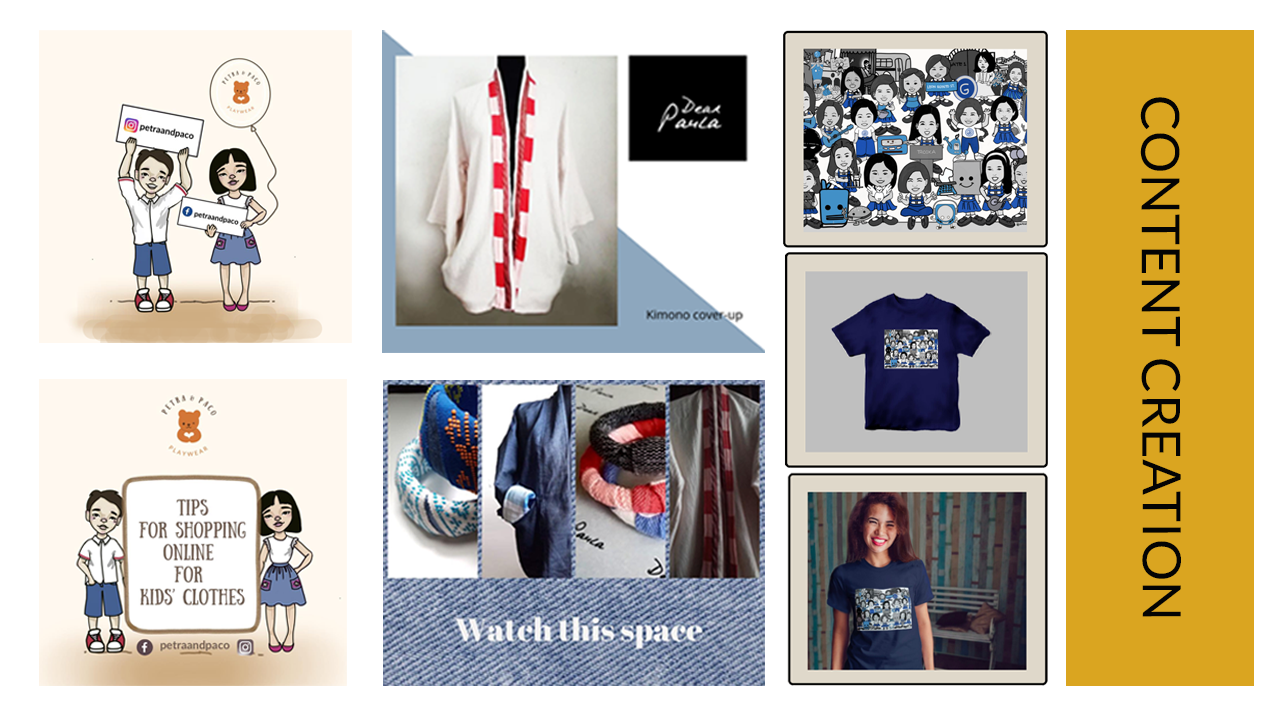 PETRA & PACO
PLAYWEAR
petraandpaco
petraandpaco
PETRA & PACO
PLAYWEAR
TIPS
FOR SHOPPING
ONLINE
FOR
KIDS' CLOTHES
petraandpaco
Dear
Paula
Kimono cover-up
Paula
D
Watch this space
G
CONTENT CREATION